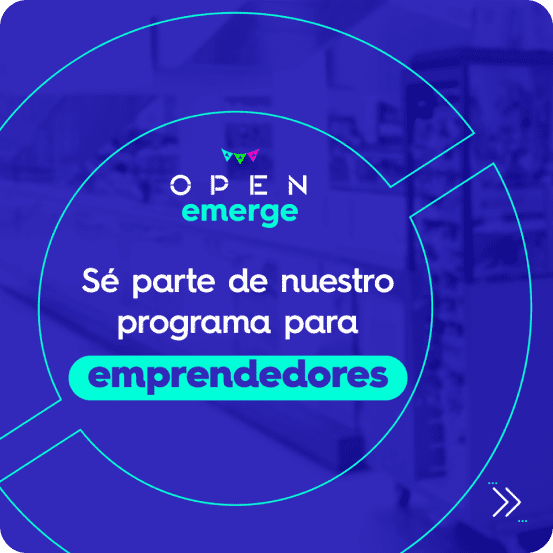 OPEN
emerge
Sé parte de nuestro
programa para
emprendedores